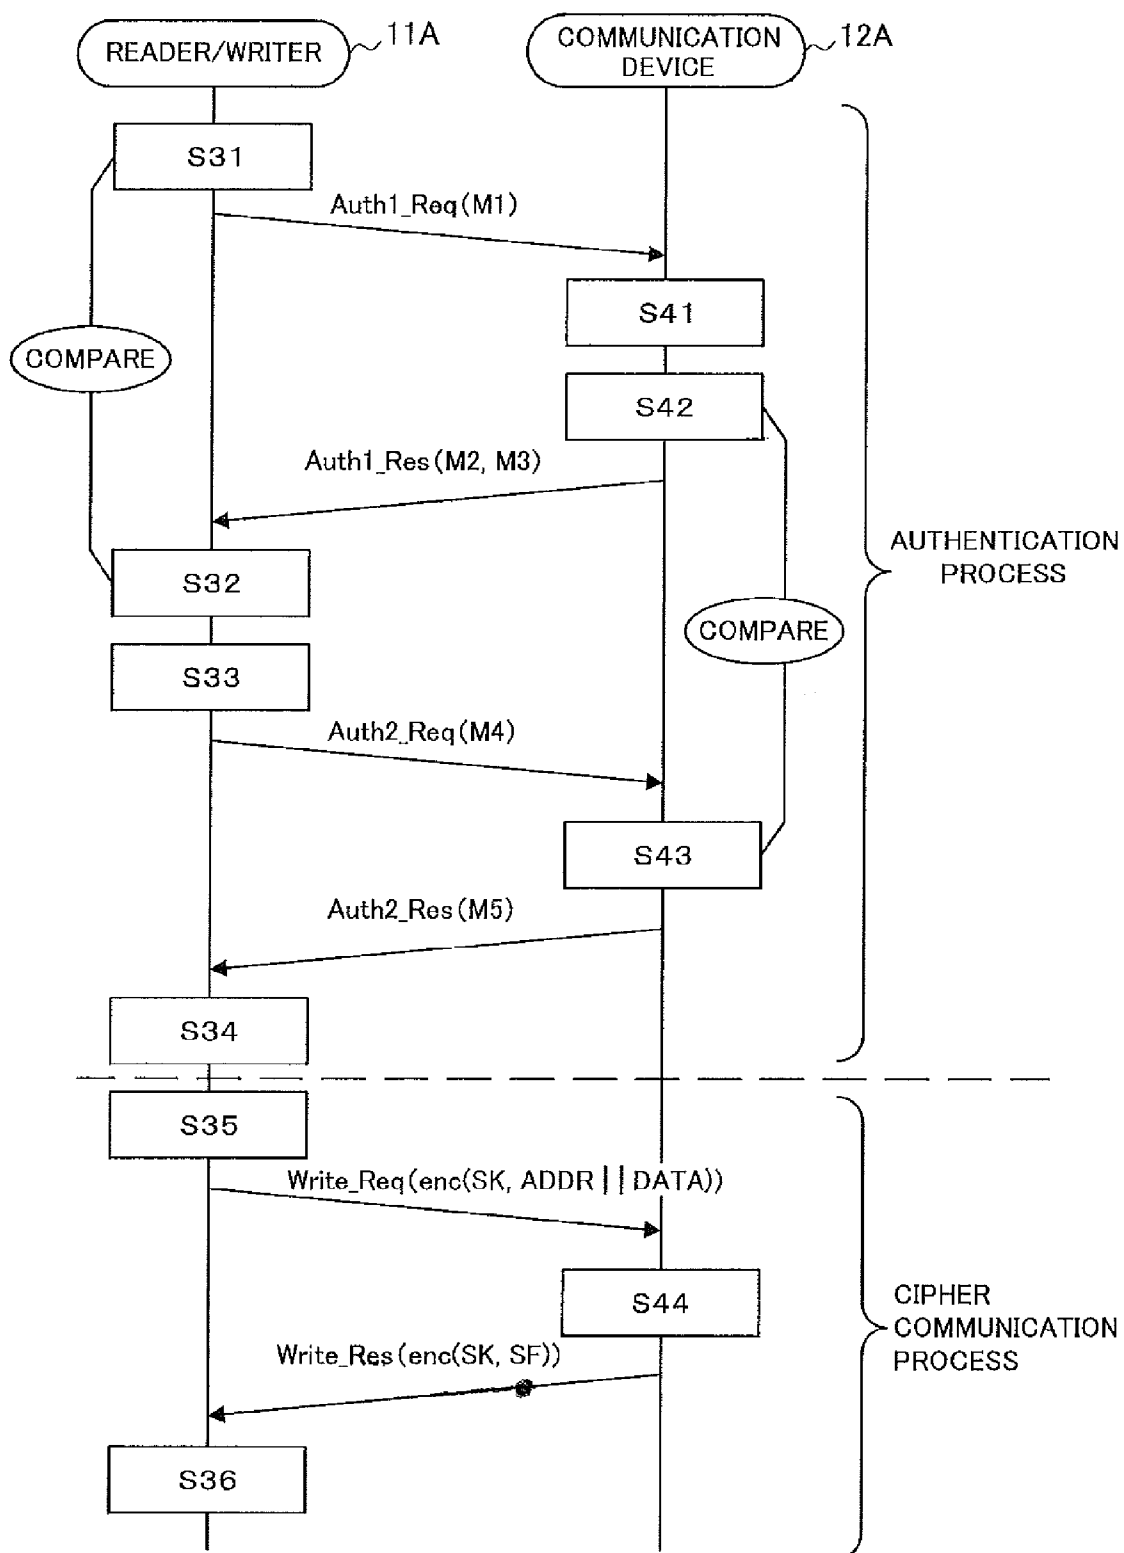 READER/WRITER
11A
COMMUNICATION
DEVICE
12A
S31
Auth1_Req(M1)
S41
COMPARE
S42
Auth1_Res(M2, M3)
AUTHENTICATION
PROCESS
S32
COMPARE
S33
Auth2_Req(M4)
S43
Auth2_Res(M5)
S34
S35
Write_Req(enc(SK, ADDR||DATA))
S44
CIPHER
COMMUNICATION
PROCESS
Write_Res(enc(SK, SF))
S36